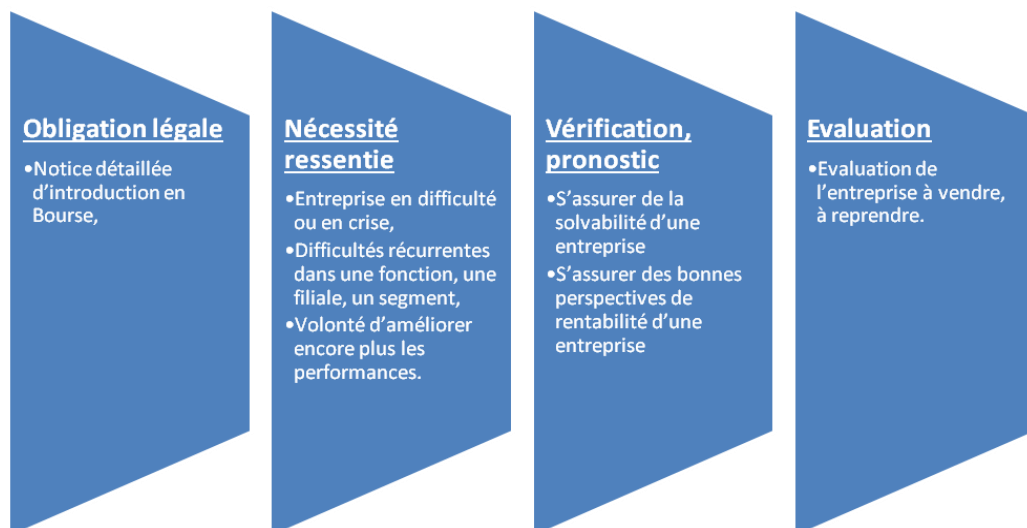 Obligation légale
•Notice détaillée
d'introduction en
Bourse,
Nécessité
ressentie
•Entreprise en difficulté
ou en crise,
•Difficultés récurrentes
dans une fonction, une
filiale, un segment,
•Volonté d'améliorer
encore plus les
performances.
Vérification,
pronostic
•S'assurer de la
solvabilité d'une
entreprise
•S'assurer des bonnes
perspectives de
rentabilité d'une
entreprise
Evaluation
•Evaluation de
l'entreprise à vendre,
à reprendre.